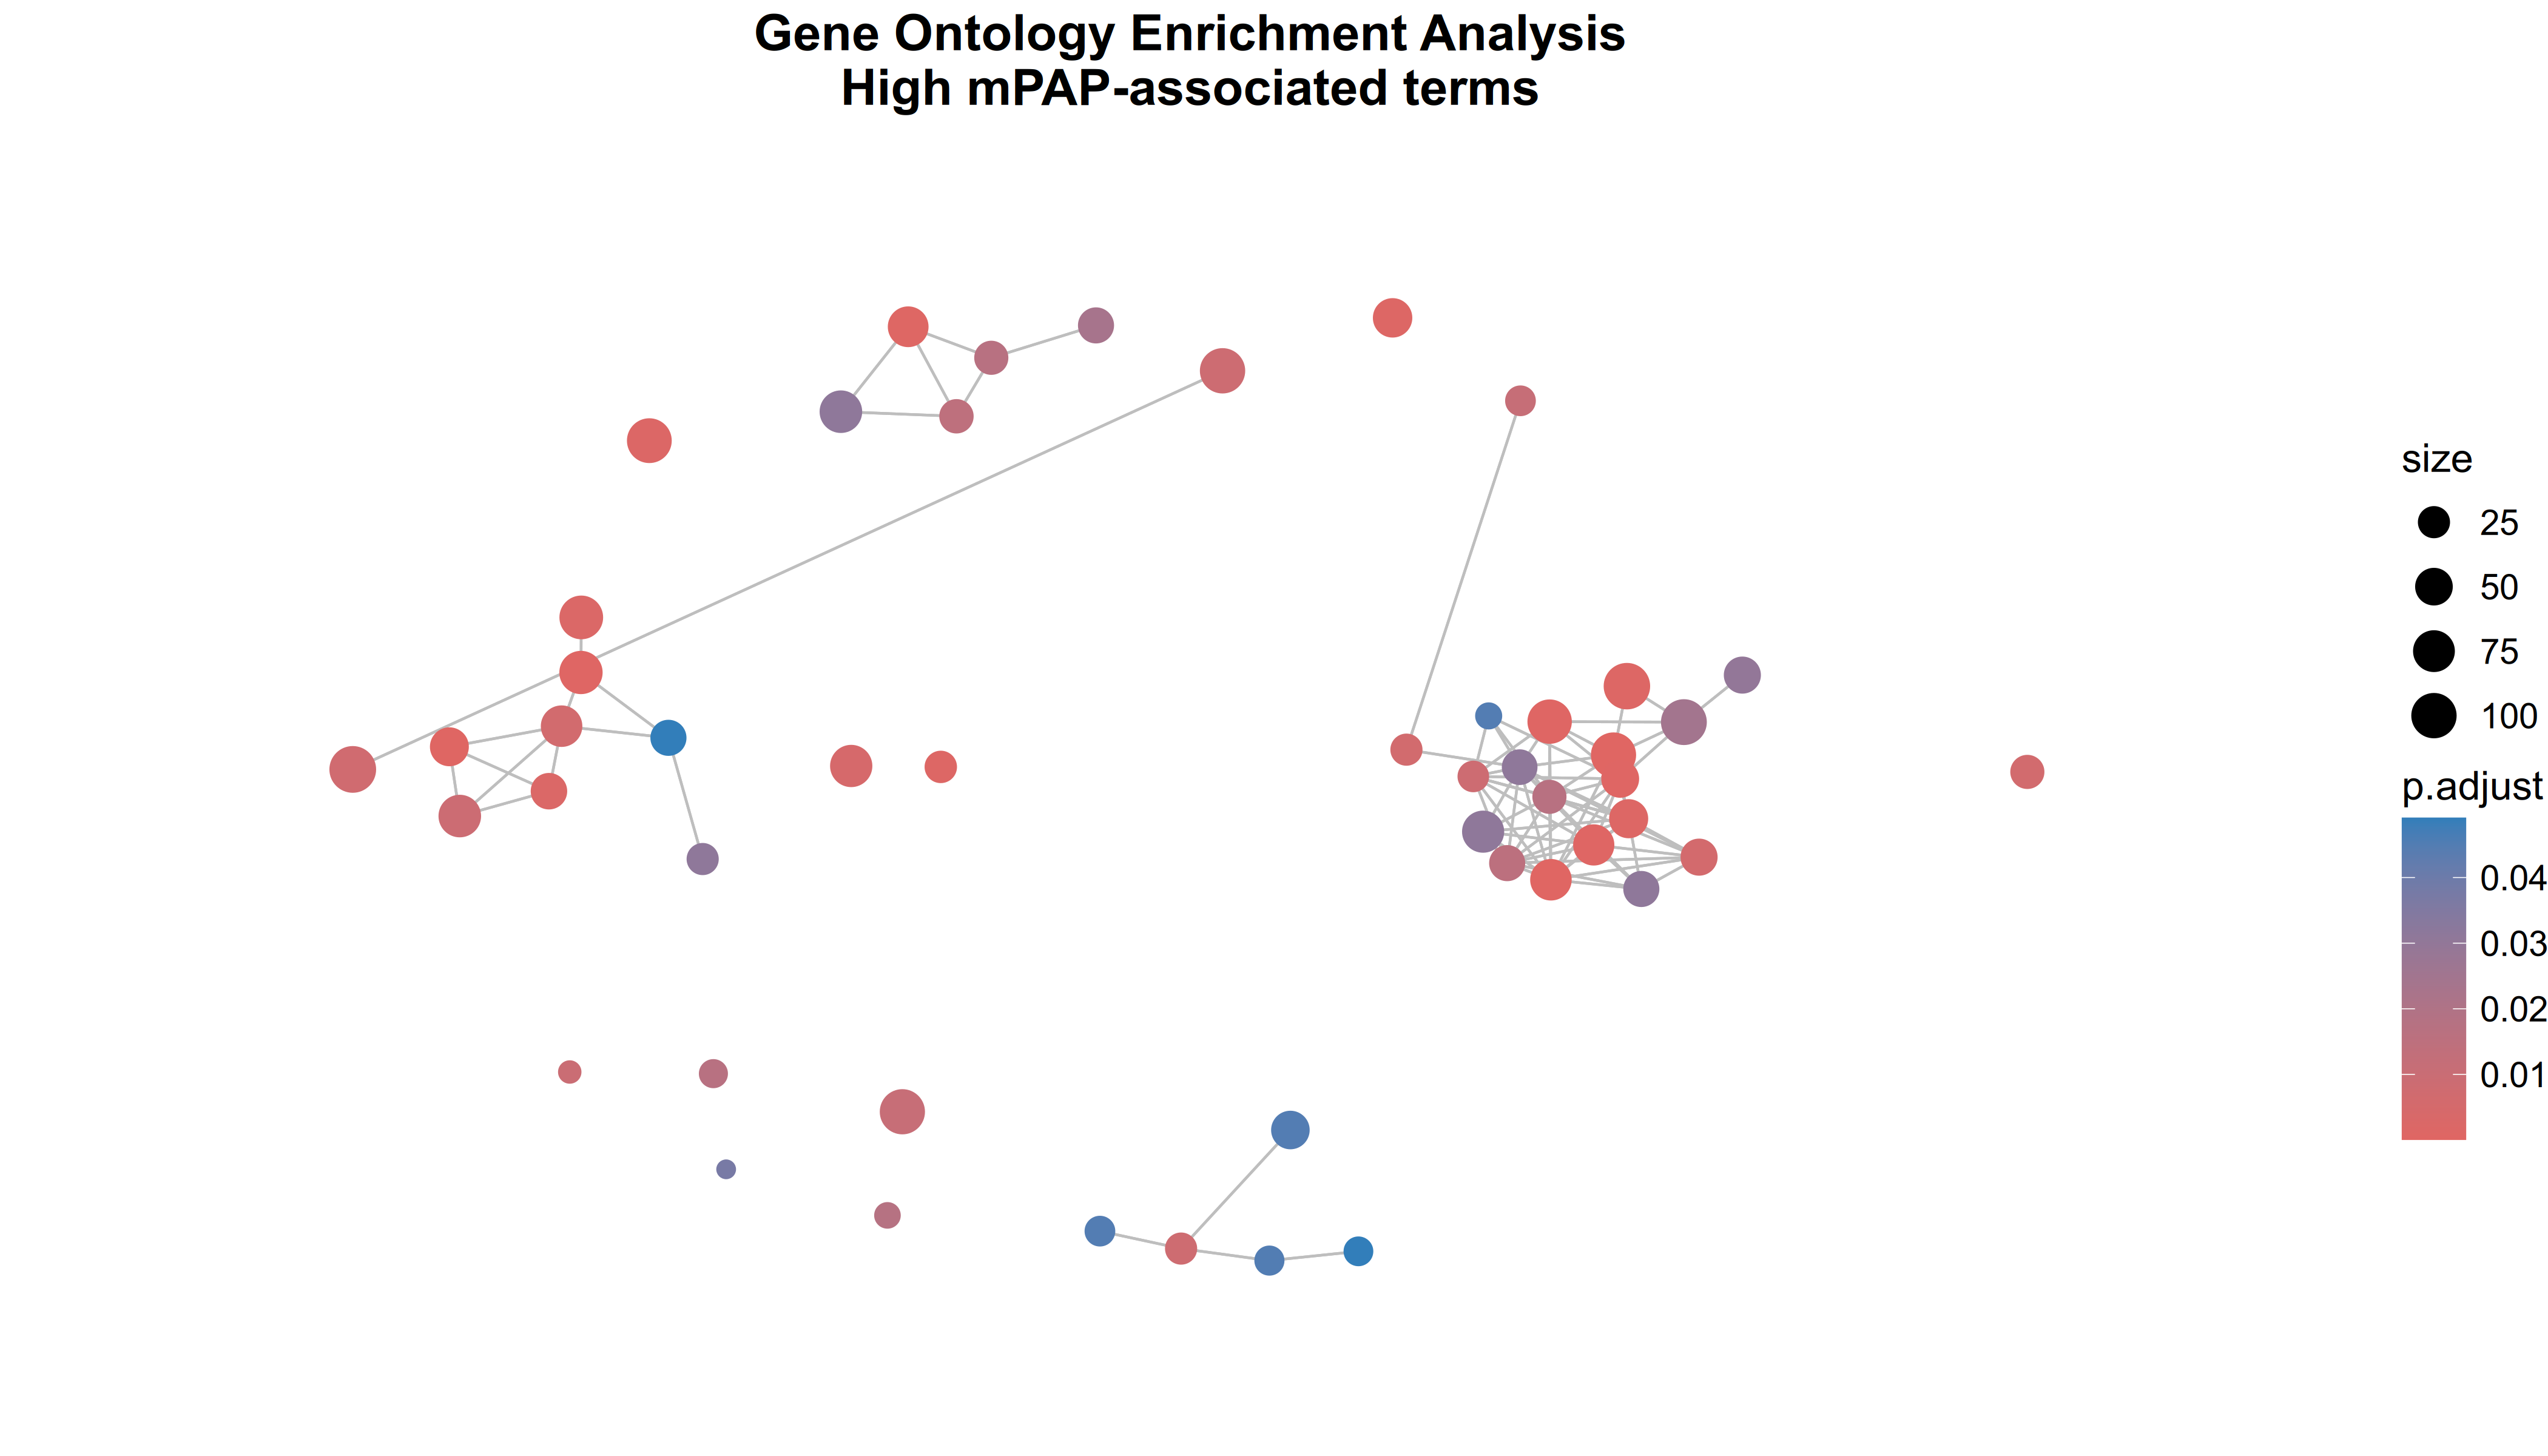 Gene Ontology Enrichment Analysis
High mPAP-associated terms
size
25
50
75
100
p.adjust
0.04
0.03
0.02
0.01